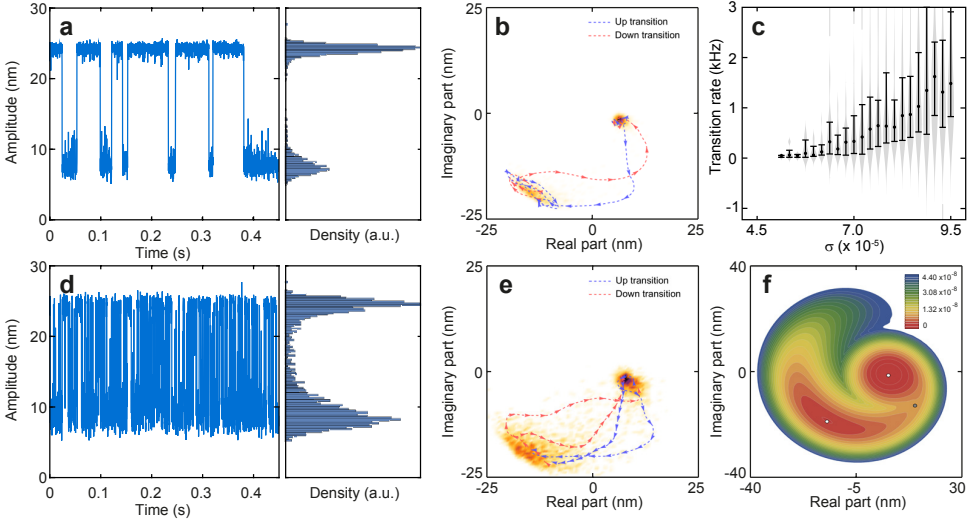 a
30
20
10
0
Amplitude (nm)
0 0.1 0.2 0.3 0.4
Time (s)
Density (a.u.)
b
Up transition
Down transition
25
0
-25
Imaginary part (nm)
-25 0 25
Real part (nm)
c
3
2
1
0
-1
Transition rate (kHz)
4.5 7.0 9.5
σ (x 10-5)
d
30
20
10
0
Amplitude (nm)
0 0.1 0.2 0.3 0.4
Time (s)
Density (a.u.)
e
Up transition
Down transition
25
0
-25
Imaginary part (nm)
-25 0 25
Real part (nm)
f
4.40 x10-8
3.08 x10-8
1.32 x10-8
0
40
0
-40
Imaginary part (nm)
-40 -5 30
Real part (nm)